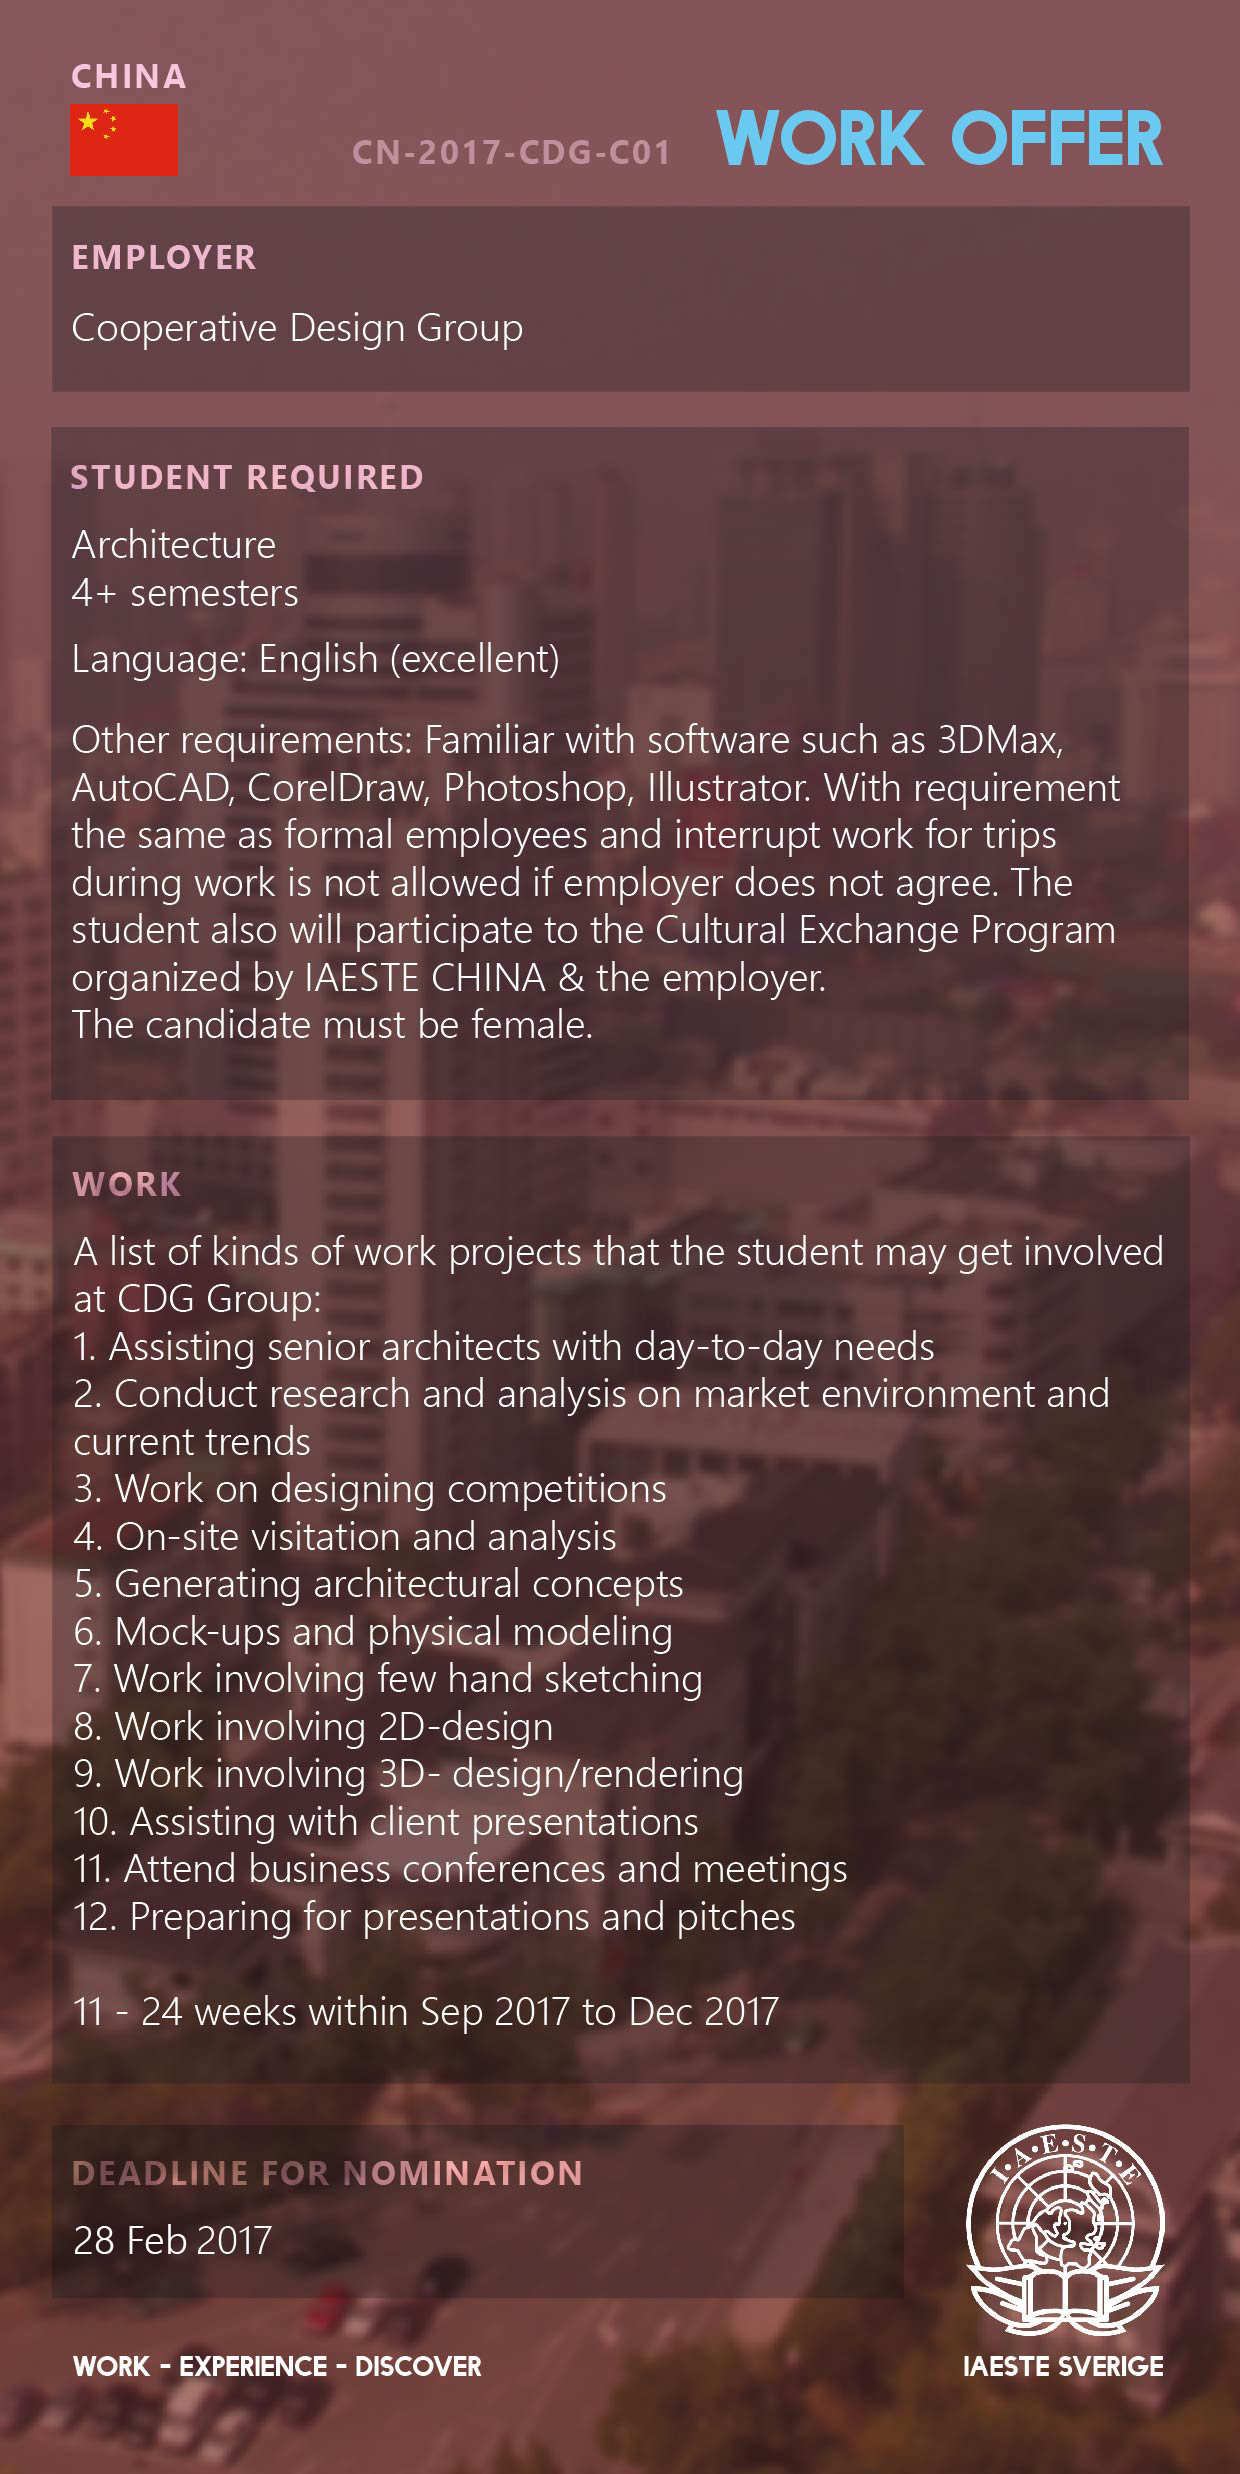 CHINA
CN-2017-CDG-C01
WORK OFFER
EMPLOYER
Cooperative Design Group
STUDENT REQUIRED
Architecture
4+ semesters
Language: English (excellent)
Other requirements: Familiar with software such as 3DMax,
AutoCAD, CorelDraw, Photoshop, Illustrator. With requirement
the same as formal employees and interrupt work for trips
during work is not allowed if employer does not agree. The
student also will participate to the Cultural Exchange Program
organized by IAESTE CHINA & the employer.
The candidate must be female.
WORK
A list of kinds of work projects that the student may get involved
at CDG Group:
1. Assisting senior architects with day-to-day needs
2. Conduct research and analysis on market environment and
current trends
3. Work on designing competitions
4. On-site visitation and analysis
5. Generating architectural concepts
6. Mock-ups and physical modeling
7. Work involving few hand sketching
8. Work involving 2D-design
9. Work involving 3D- design/rendering
10. Assisting with client presentations
11. Attend business conferences and meetings
12. Preparing for presentations and pitches
11 - 24 weeks within Sep 2017 to Dec 2017
DEADLINE FOR NOMINATION
28 Feb 2017
I·A·E·S·T·E
WORK - EXPERIENCE - DISCOVER
IAESTE SVERIGE